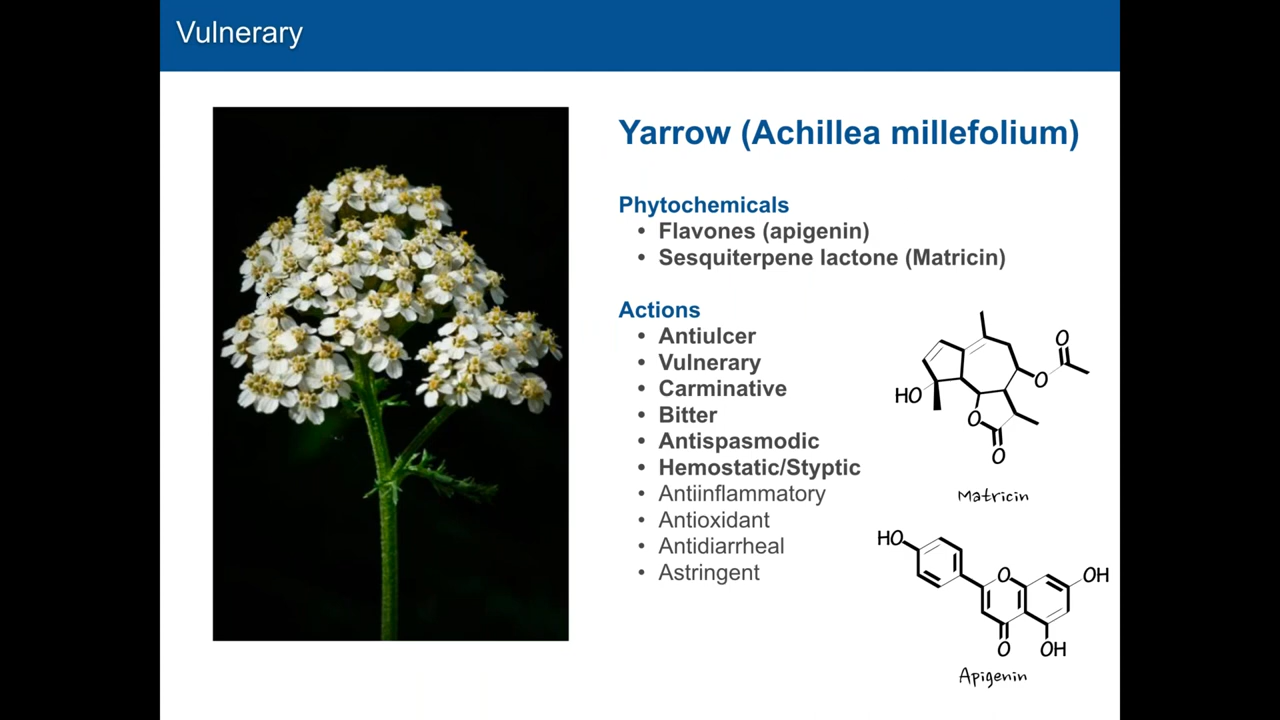 Vulnerary
Yarrow (Achillea millefolium)
Phytochemicals
• Flavones (apigenin)
• Sesquiterpene lactone (Matricin)
Actions
• Antiulcer
• Vulnerary
• Carminative
• Bitter
• Antispasmodic
• Hemostatic/Styptic
• Antiinflammatory
• Antioxidant
• Antidiarrheal
• Astringent
O
O
HO
O
O
Matricin
HO
O
OH
O
OH
Apigenin